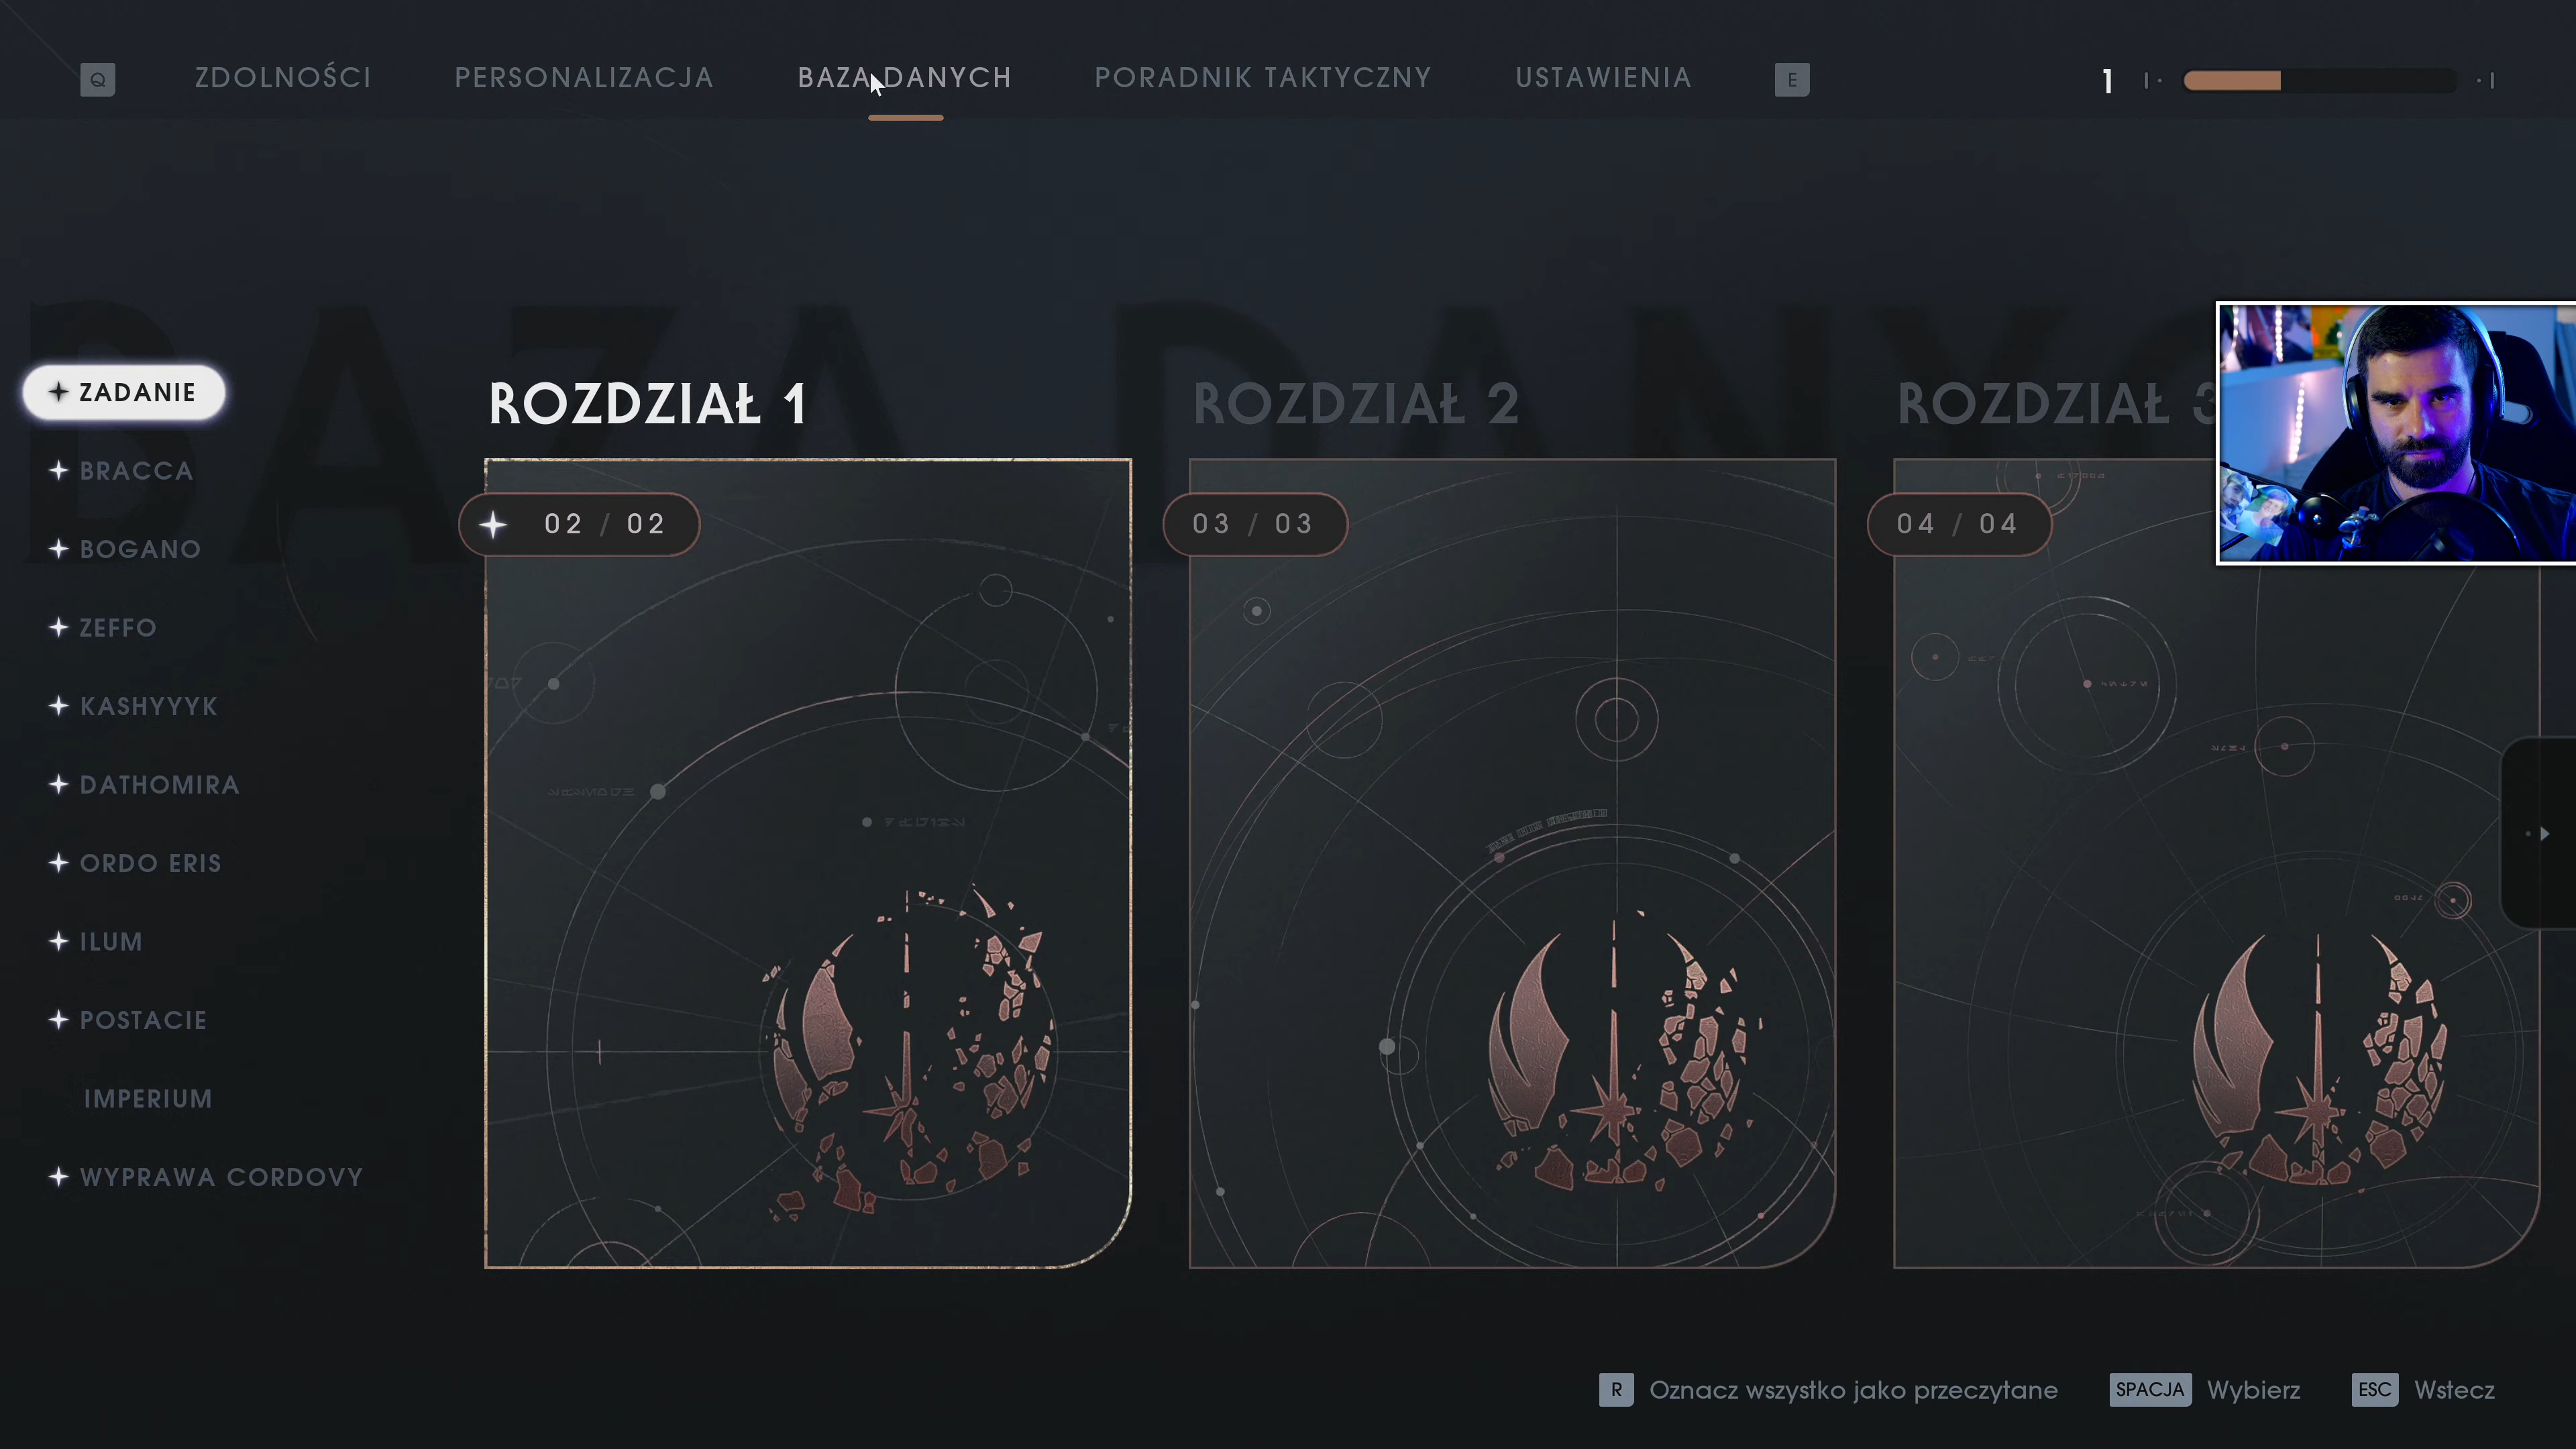 Q ZDOLNOŚCI PERSONALIZACJA BAZA DANYCH PORADNIK TAKTYCZNY USTAWIENIA E 1
BAZA DANYC
ROZDZIAŁ 1 ROZDZIAŁ 2 ROZDZIAŁ 3
02 / 02 03 / 03 04 / 04
ZADANIE
BRACCA
BOGANO
ZEFFO
KASHYYYK
DATHOMIRA
ORDO ERIS
ILUM
POSTACIE
IMPERIUM
WYPRAWA CORDOVY
R Oznacz wszystko jako przeczytane SPACJA Wybierz ESC Wstecz